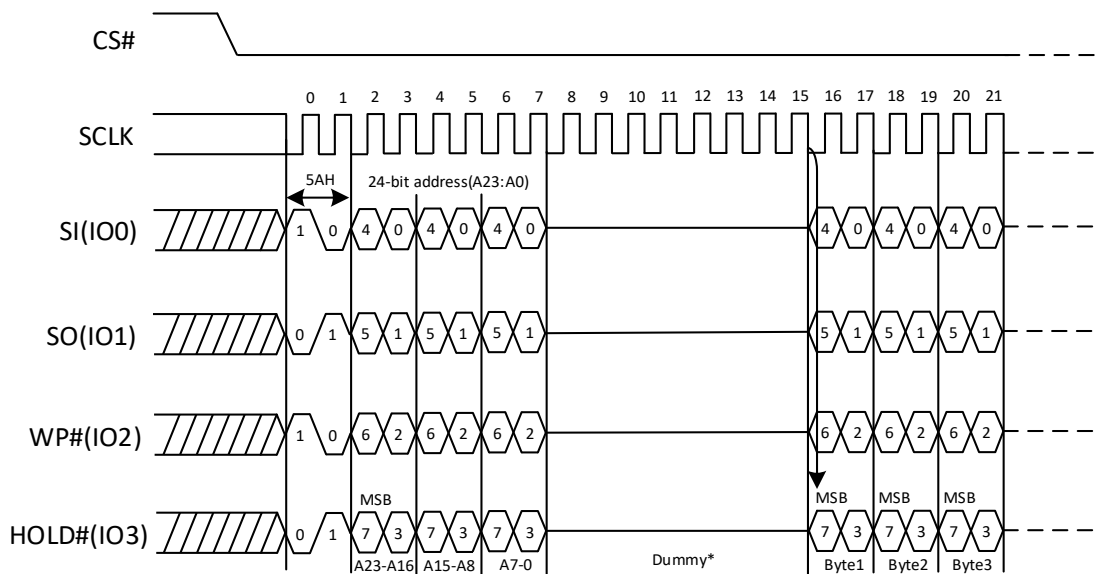 CS#
0 1 2 3 4 5 6 7 8 9 10 11 12 13 14 15 16 17 18 19 20 21
SCLK
5AH 24-bit address(A23:A0)
SI(IO0) 1 0 4 0 4 0 4 0 4 0 4 0 4 0
SO(IO1) 0 1 5 1 5 1 5 1 5 1 5 1 5 1
WP#(IO2) 1 0 6 2 6 2 6 2 6 2 6 2 6 2
MSB MSB MSB MSB
HOLD#(IO3) 0 1 7 3 7 3 7 3 7 3 7 3 7 3
A23-A16 A15-A8 A7-0 Dummy* Byte1 Byte2 Byte3